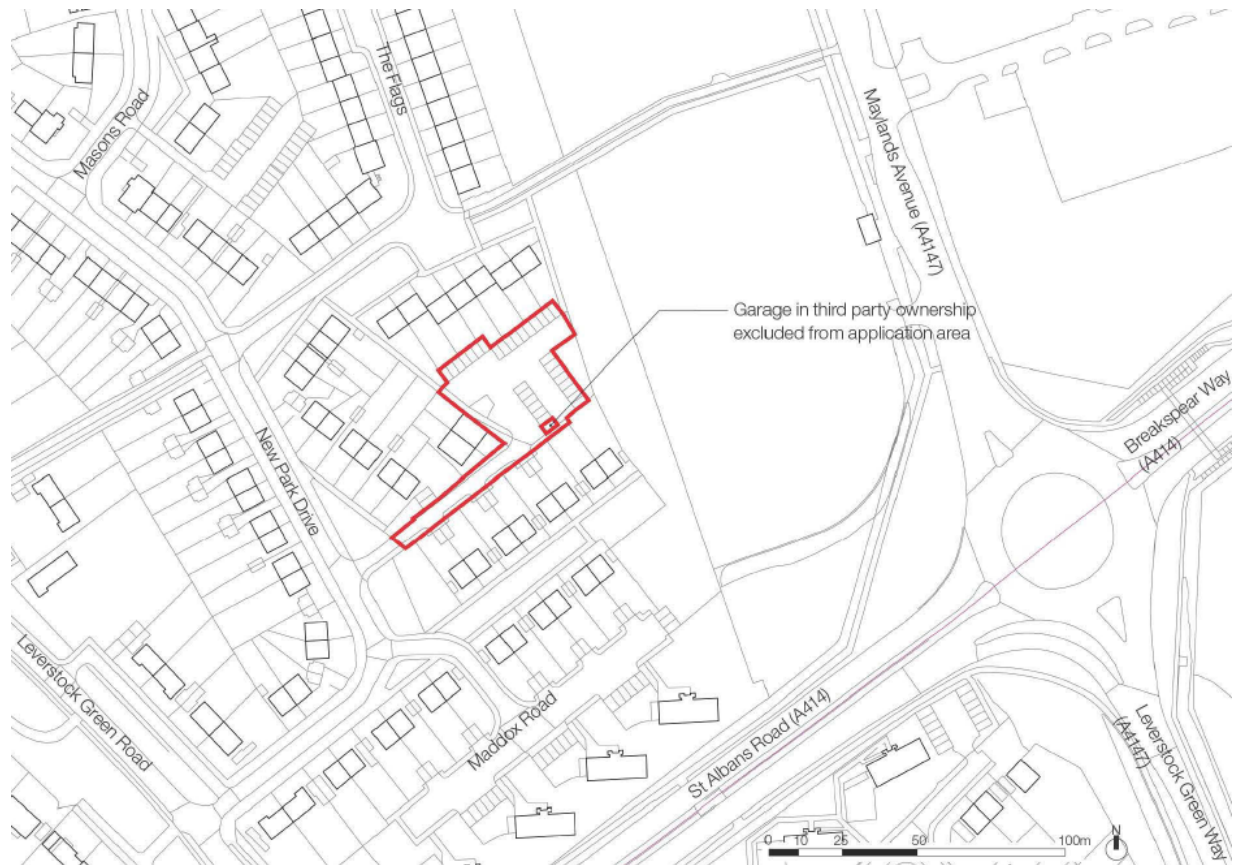 The Flags
Masons Road
Maylands Avenue (A4147)
Garage in third party ownership
excluded from application area
Breakspear Way
(A414)
New Park Drive
Leverstock Green Road
Maddox Road
St Albans Road (A414)
Leverstock Green Way
(A4147)
0 10 25 50 100m
N